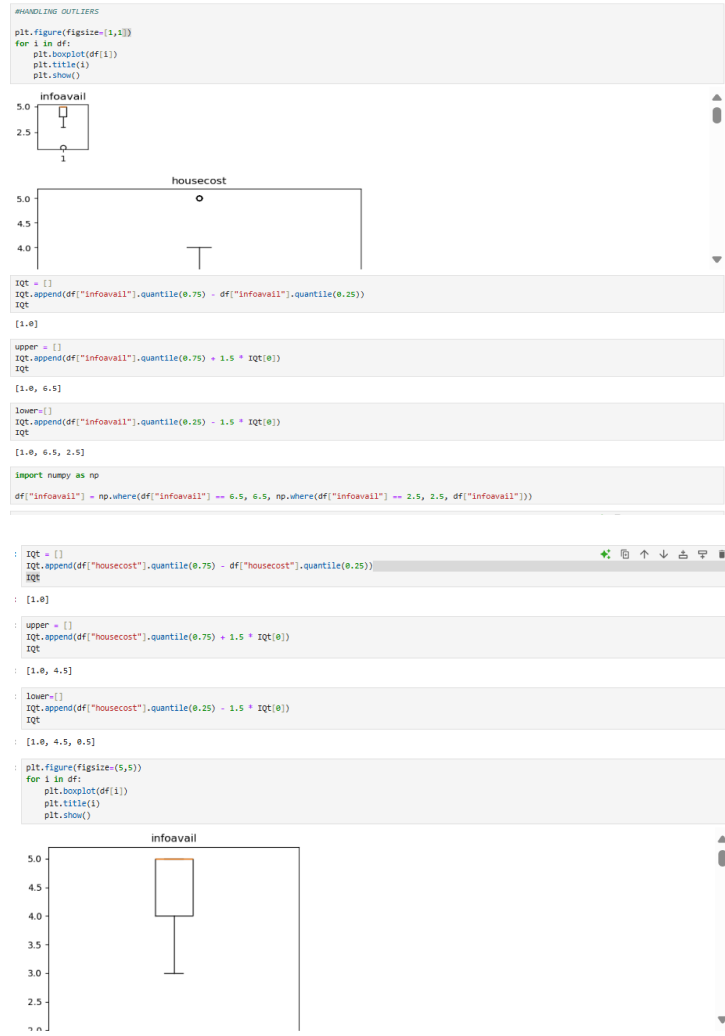 #HANDLING OUTLIERS
plt.figure(figsize=[1,1])
for i in df:
    plt.boxplot(df[i])
    plt.title(i)
    plt.show()
infoavail
5.0
2.5
1
housecost
5.0
4.5
4.0
IQt = []
IQt.append(df["infoavail"].quantile(0.75) - df["infoavail"].quantile(0.25))
IQt
[1.0]
upper = []
IQt.append(df["infoavail"].quantile(0.75) + 1.5 * IQt[0])
IQt
[1.0, 6.5]
lower=[]
IQt.append(df["infoavail"].quantile(0.25) - 1.5 * IQt[0])
IQt
[1.0, 6.5, 2.5]
import numpy as np
df["infoavail"] = np.where(df["infoavail"] == 6.5, 6.5, np.where(df["infoavail"] == 2.5, 2.5, df["infoavail"]))
: IQt = []
IQt.append(df["housecost"].quantile(0.75) - df["housecost"].quantile(0.25))
IQt
: [1.0]
: upper = []
IQt.append(df["housecost"].quantile(0.75) + 1.5 * IQt[0])
IQt
: [1.0, 4.5]
: lower=[]
IQt.append(df["housecost"].quantile(0.25) - 1.5 * IQt[0])
IQt
: [1.0, 4.5, 0.5]
: plt.figure(figsize=(5,5))
for i in df:
    plt.boxplot(df[i])
    plt.title(i)
    plt.show()
infoavail
5.0
4.5
4.0
3.5
3.0
2.5
2.0